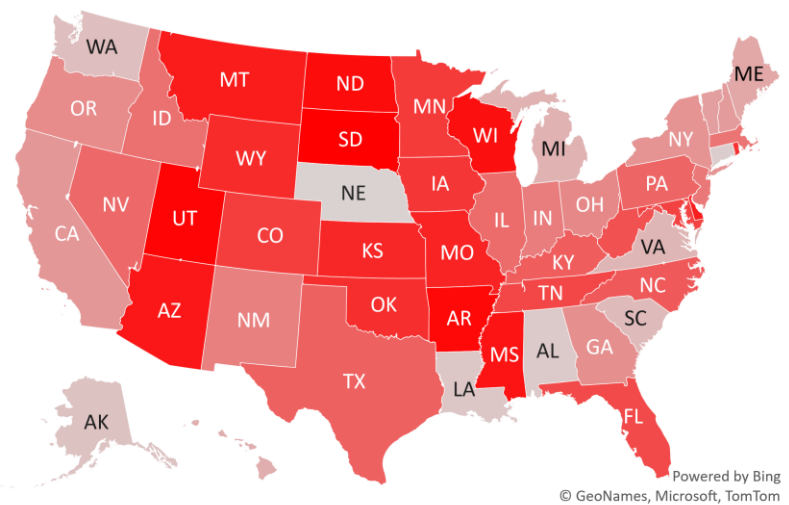 WA
MT
ND
MN
ME
OR
ID
SD
WI
MI
NY
WY
IA
NE
PA
NV
UT
CO
IL
IN
OH
CA
KS
MO
KY
VA
AZ
NM
OK
AR
TN
NC
SC
TX
LA
MS
AL
GA
AK
FL
Powered by Bing
© GeoNames, Microsoft, TomTom